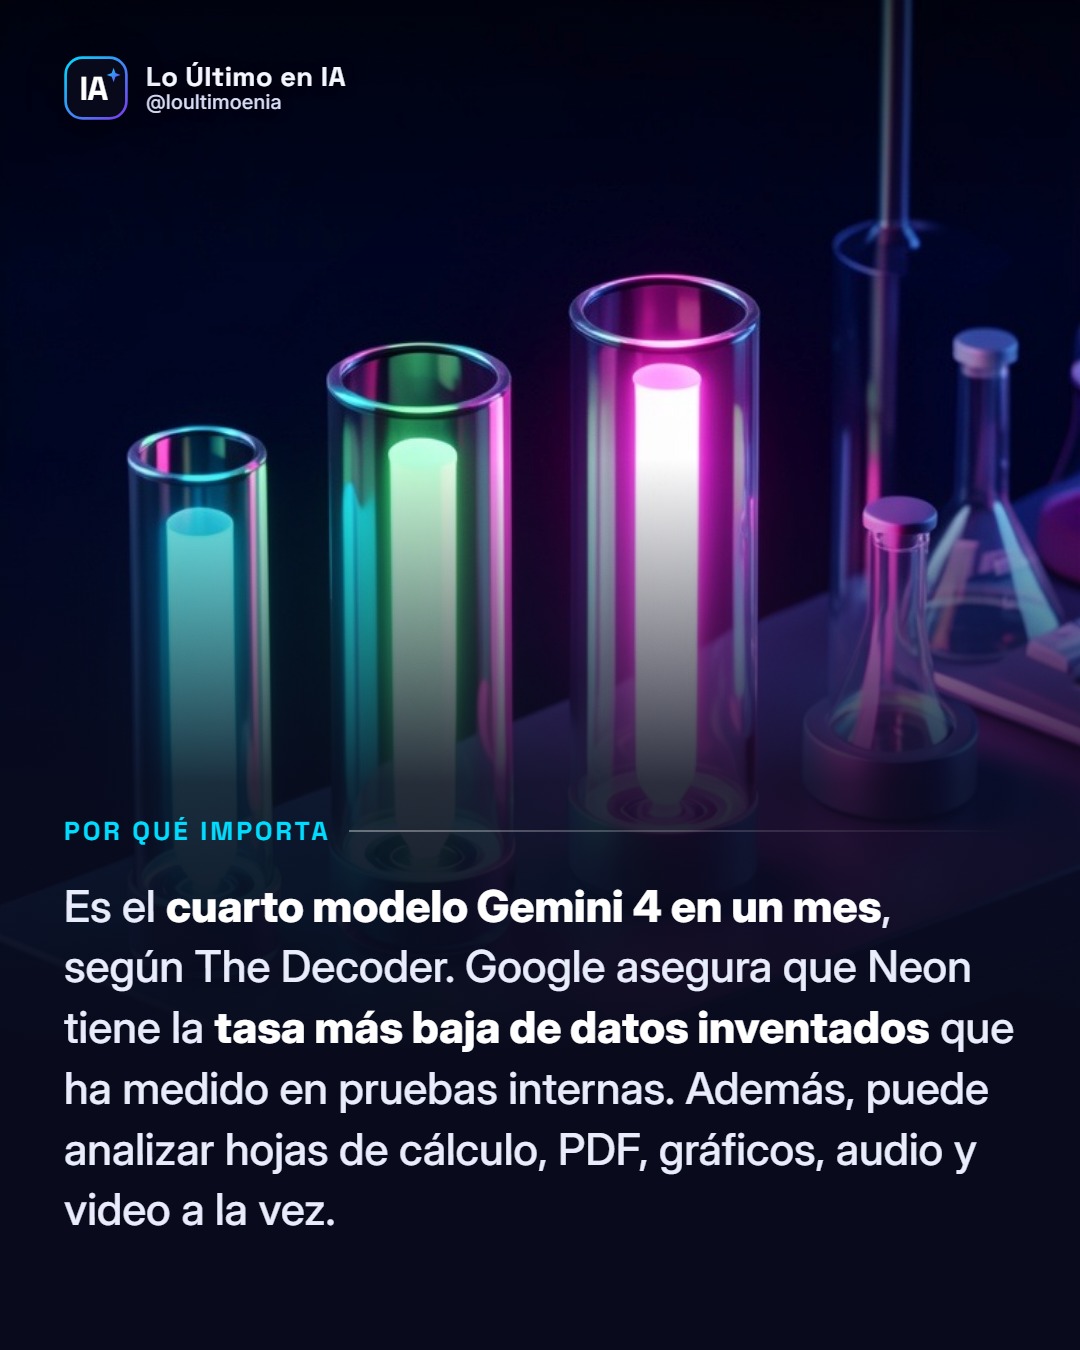 IA
Lo Último en IA
@loultimoenia
POR QUÉ IMPORTA
Es el cuarto modelo Gemini 4 en un mes,
según The Decoder. Google asegura que Neon
tiene la tasa más baja de datos inventados que
ha medido en pruebas internas. Además, puede
analizar hojas de cálculo, PDF, gráficos, audio y
video a la vez.